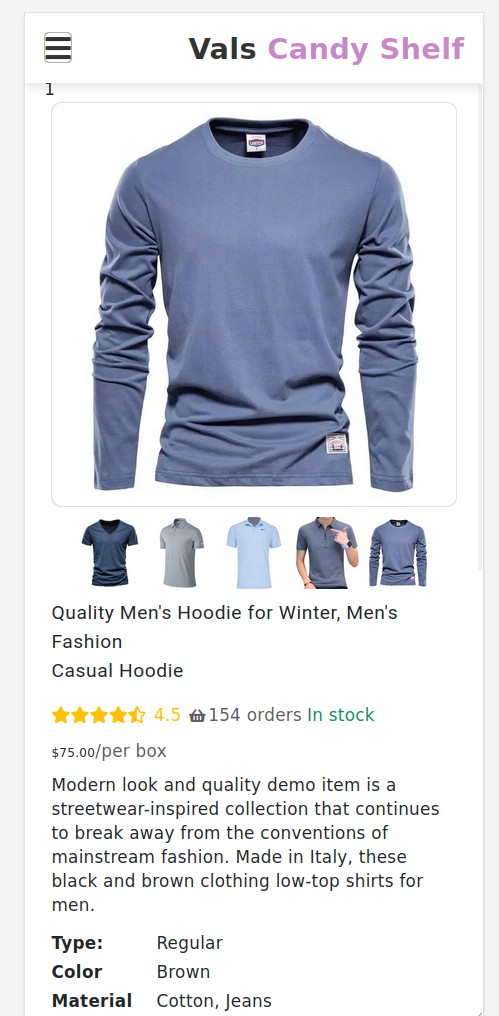 Vals Candy Shelf
1
Quality Men's Hoodie for Winter, Men's
Fashion
Casual Hoodie
4.5 154 orders In stock
$75.00/per box
Modern look and quality demo item is a
streetwear-inspired collection that continues
to break away from the conventions of
mainstream fashion. Made in Italy, these
black and brown clothing low-top shirts for
men.
Type: Regular
Color Brown
Material Cotton, Jeans